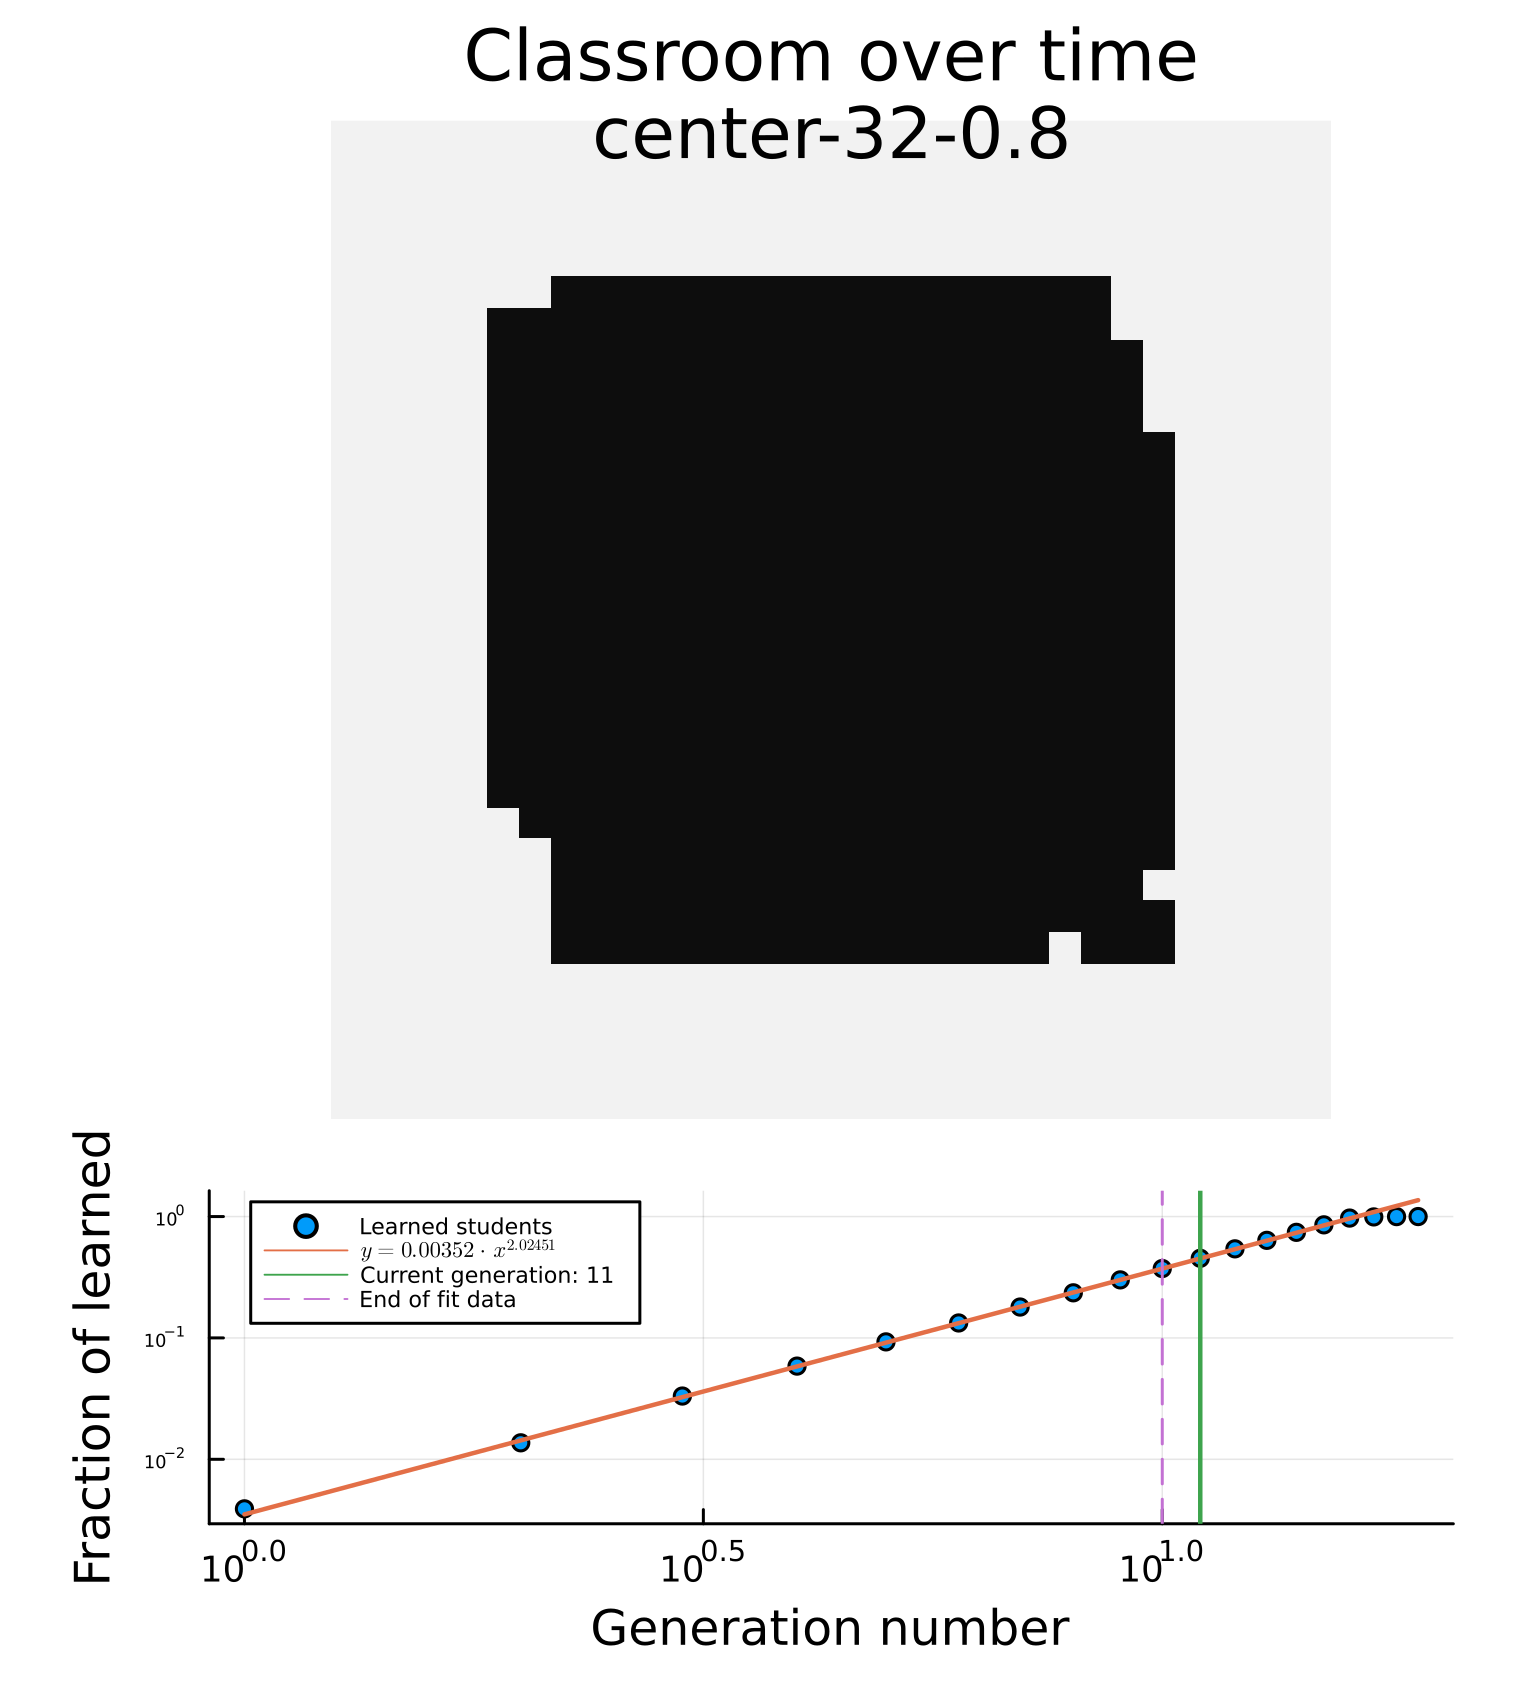 Classroom over time
center-32-0.8
Fraction of learned
10⁰
10⁻¹
10⁻²
Learned students
y = 0.00352 · x^2.02451
Current generation: 11
End of fit data
10^0.0 10^0.5 10^1.0
Generation number